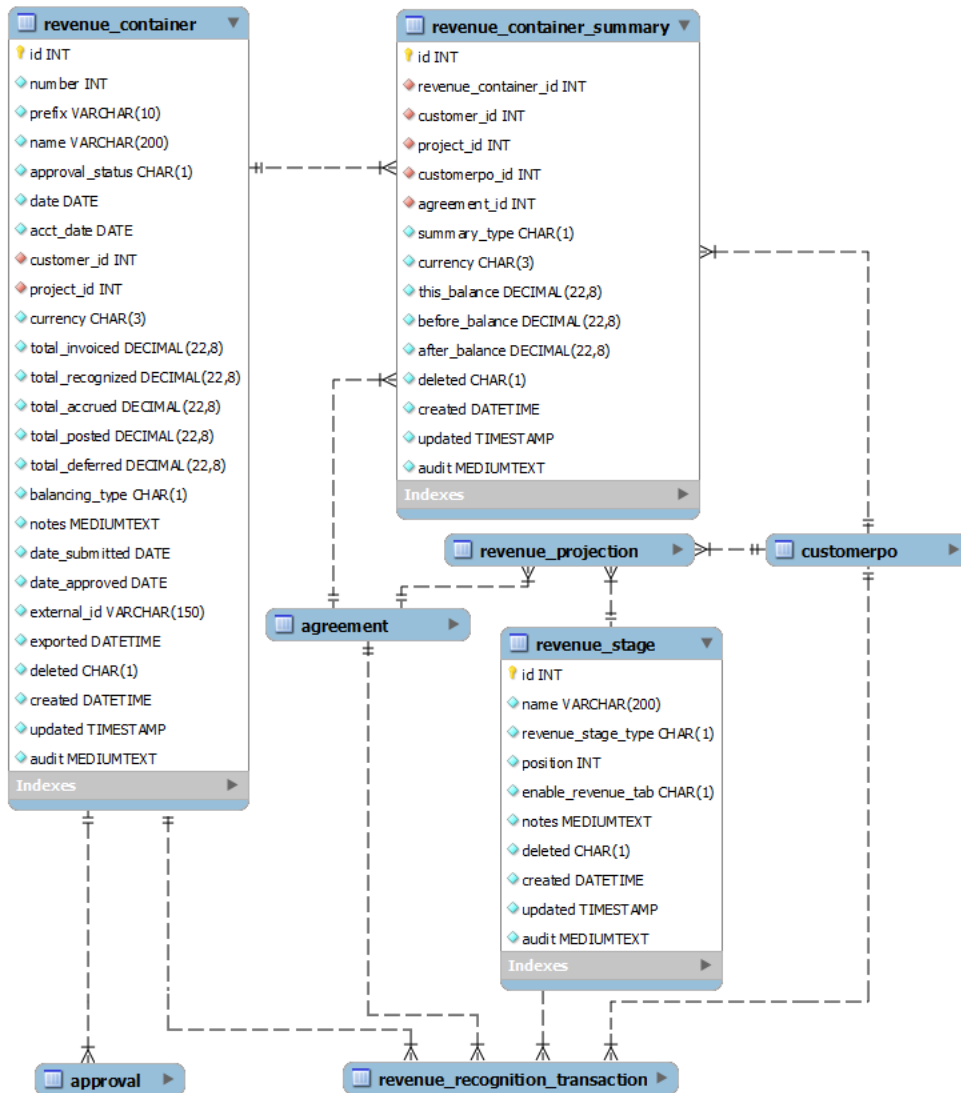 revenue_container
id INT
number INT
prefix VARCHAR(10)
name VARCHAR(200)
approval_status CHAR(1)
date DATE
acct_date DATE
customer_id INT
project_id INT
currency CHAR(3)
total_invoiced DECIMAL(22,8)
total_recognized DECIMAL(22,8)
total_accrued DECIMAL(22,8)
total_posted DECIMAL(22,8)
total_deferred DECIMAL(22,8)
balancing_type CHAR(1)
notes MEDIUMTEXT
date_submitted DATE
date_approved DATE
external_id VARCHAR(150)
exported DATETIME
deleted CHAR(1)
created DATETIME
updated TIMESTAMP
audit MEDIUMTEXT
Indexes
revenue_container_summary
id INT
revenue_container_id INT
customer_id INT
project_id INT
customerpo_id INT
agreement_id INT
summary_type CHAR(1)
currency CHAR(3)
this_balance DECIMAL(22,8)
before_balance DECIMAL(22,8)
after_balance DECIMAL(22,8)
deleted CHAR(1)
created DATETIME
updated TIMESTAMP
audit MEDIUMTEXT
Indexes
revenue_projection
customerpo
agreement
revenue_stage
id INT
name VARCHAR(200)
revenue_stage_type CHAR(1)
position INT
enable_revenue_tab CHAR(1)
notes MEDIUMTEXT
deleted CHAR(1)
created DATETIME
updated TIMESTAMP
audit MEDIUMTEXT
Indexes
approval
revenue_recognition_transaction